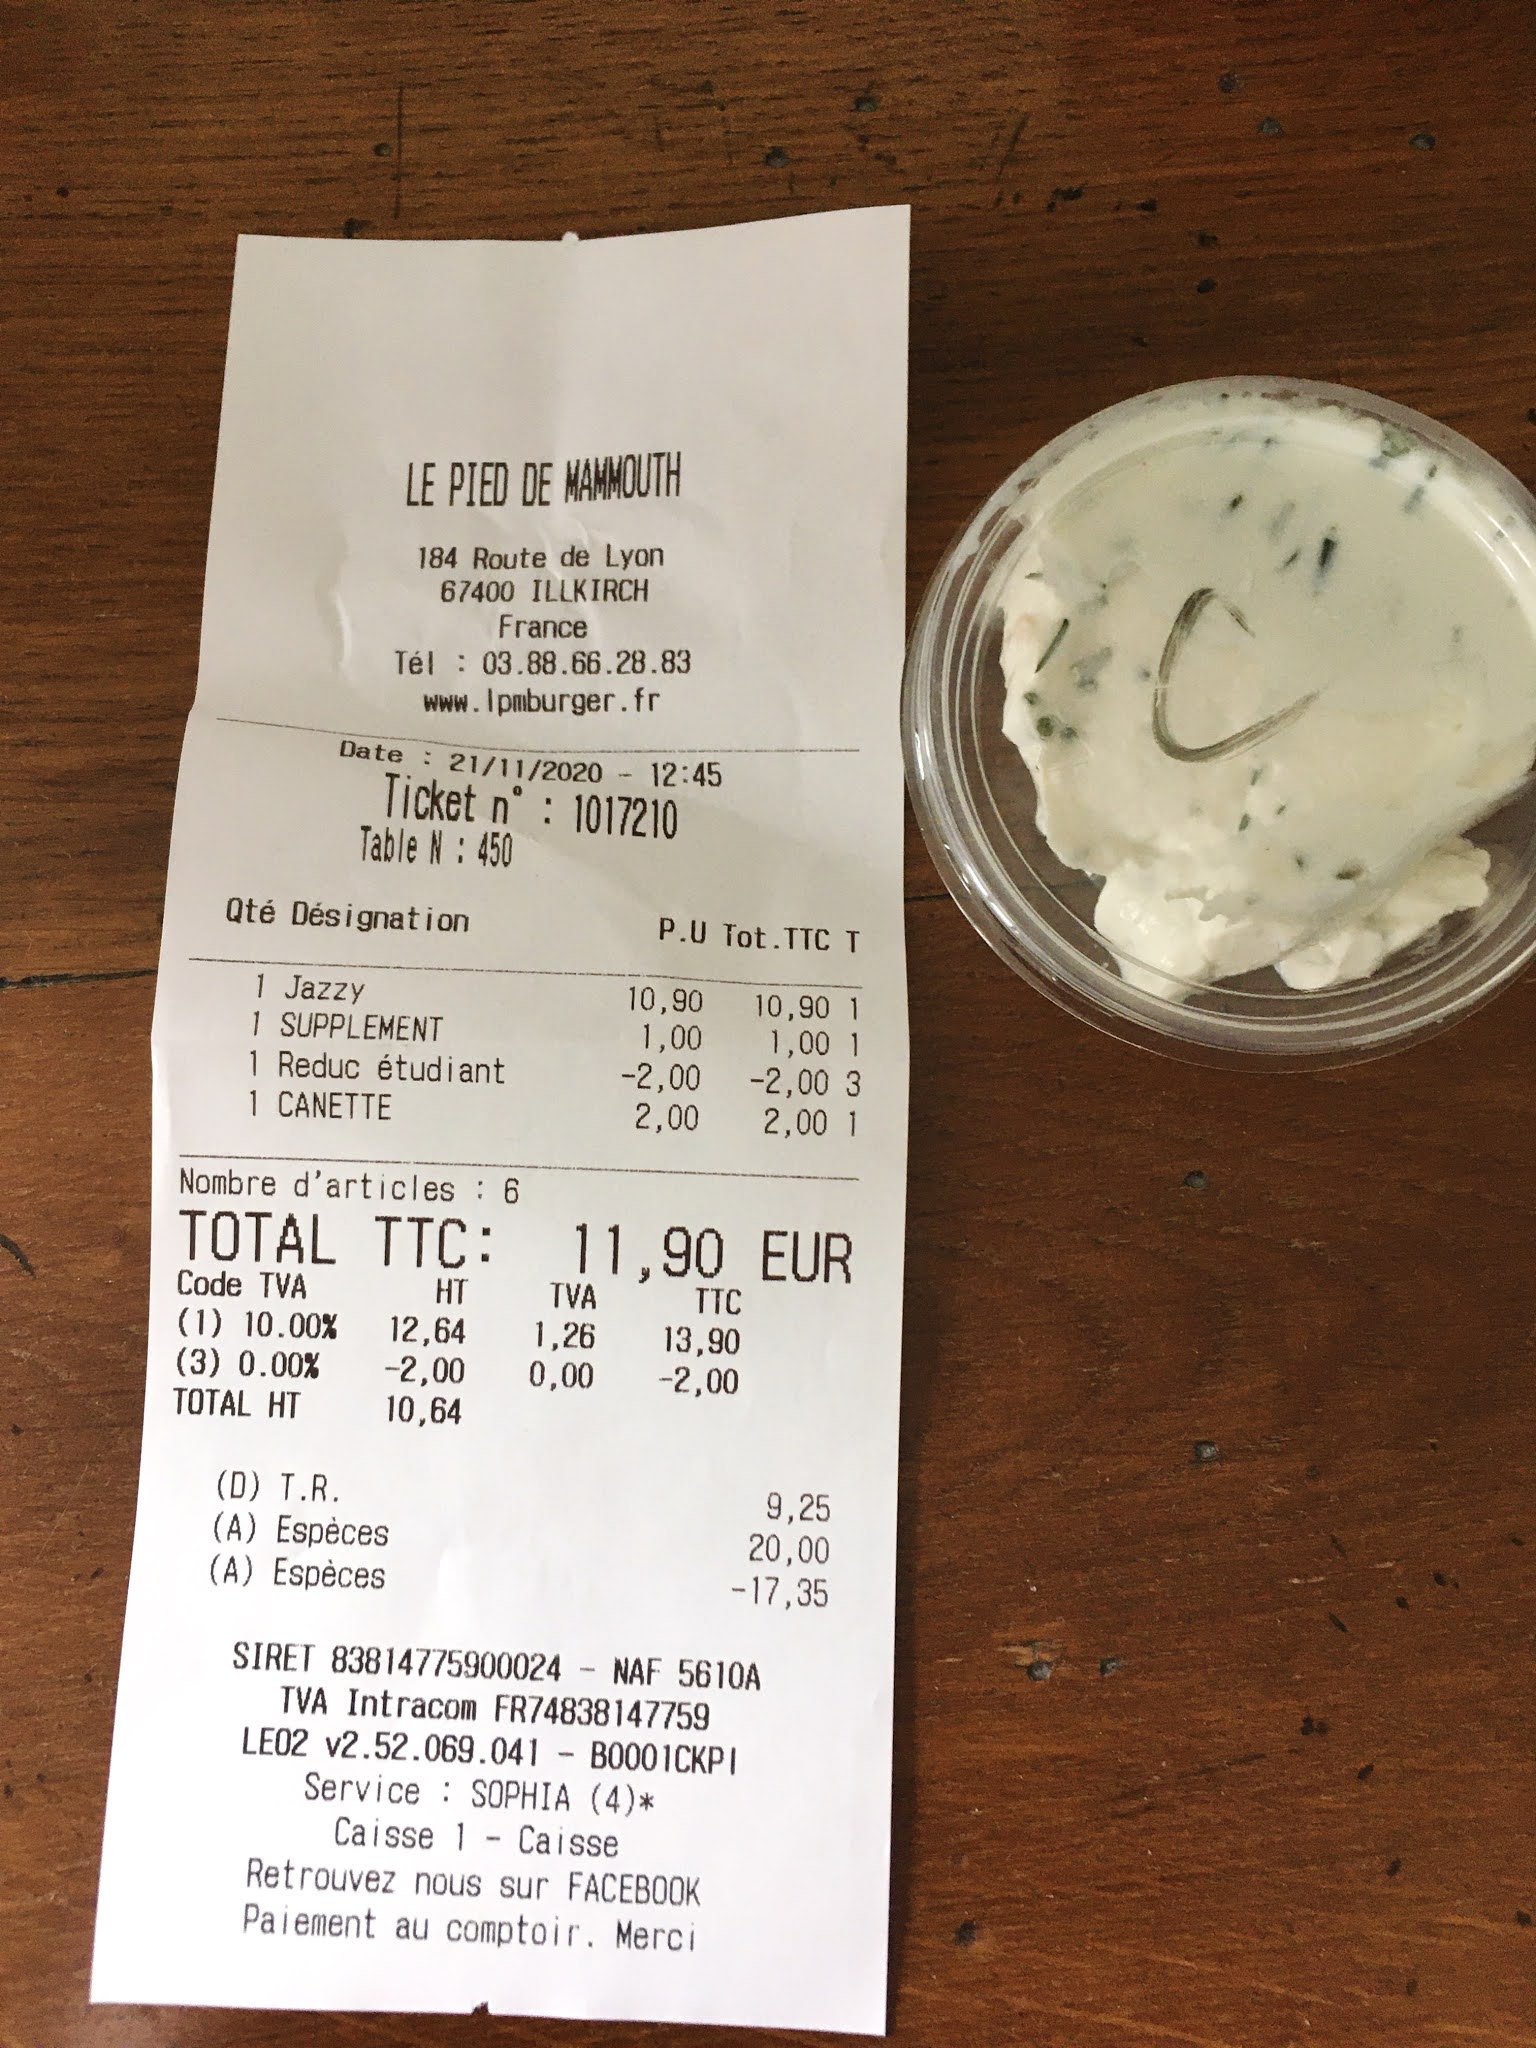 LE PIED DE MAMMOUTH
184 Route de Lyon
67400 ILLKIRCH
France
Tél : 03.88.66.28.83
www.lpmburger.fr
Date : 21/11/2020 - 12:45
Ticket n° : 1017210
Table N : 450
Qté Désignation P.U Tot.TTC T
1 Jazzy 10,90 10,90 1
1 SUPPLEMENT 1,00 1,00 1
1 Reduc étudiant -2,00 -2,00 3
1 CANETTE 2,00 2,00 1
Nombre d'articles : 6
TOTAL TTC: 11,90 EUR
Code TVA HT TVA TTC
(1) 10.00% 12,64 1,26 13,90
(3) 0.00% -2,00 0,00 -2,00
TOTAL HT 10,64
(D) T.R. 9,25
(A) Espèces 20,00
(A) Espèces -17,35
SIRET 83814775900024 - NAF 5610A
TVA Intracom FR74838147759
LEO2 v2.52.069.041 - B0001CKPI
Service : SOPHIA (4)*
Caisse 1 - Caisse
Retrouvez nous sur FACEBOOK
Paiement au comptoir. Merci
C